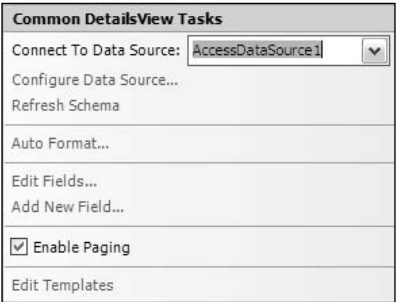 Common DetailsView Tasks
Connect To Data Source: AccessDataSource1
Configure Data Source...
Refresh Schema
Auto Format...
Edit Fields...
Add New Field...
Enable Paging
Edit Templates